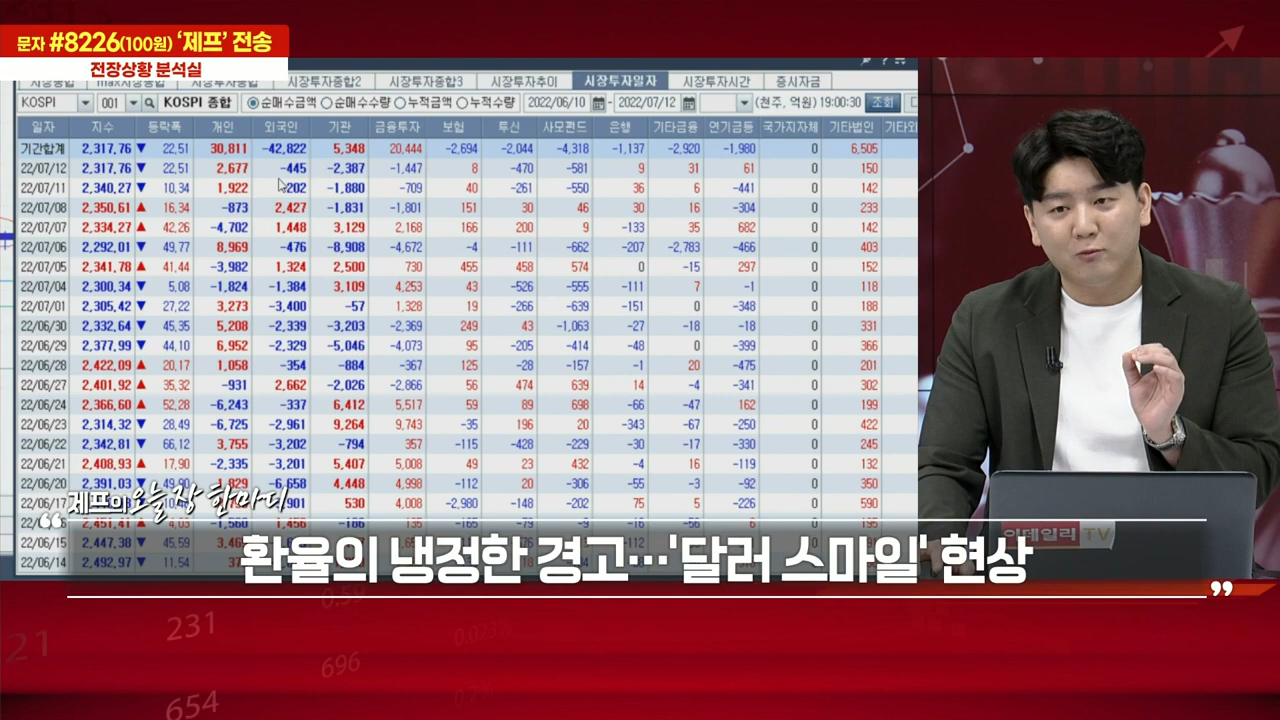 문자 #8226(100원) ‘제프’ 전송
전장상황 분석실
시장투자종합2 시장투자종합3 시장투자추이 시장투자일자 시장투자시간 증시자금
KOSPI 001 KOSPI 종합 순매수금액 순매수수량 누적금액 누적수량 2022/06/10 - 2022/07/12 (천주, 억원) 19:00:30 조회
일자 지수 등락폭 개인 외국인 기관 금융투자 보험 투신 사모펀드 은행 기타금융 연기금등 국가지자체 기타법인 기타외
기간합계 2,317.76 ▼ 22.51 30,811 -42,822 5,348 20,444 -2,694 -2,044 -4,318 -1,137 -2,920 -1,980 0 6,505
22/07/12 2,317.76 ▼ 22.51 2,677 -445 -2,387 -1,447 8 -470 -581 9 31 61 0 150
22/07/11 2,340.27 ▼ 10.34 1,922 -202 -1,880 -709 40 -261 -550 36 6 -441 0 142
22/07/08 2,350.61 ▲ 16.34 -873 2,427 -1,831 -1,801 151 30 46 30 16 -304 0 233
22/07/07 2,334.27 ▲ 42.26 -4,702 1,448 3,129 2,168 166 200 9 -133 35 682 0 142
22/07/06 2,292.01 ▼ 49.77 8,969 -476 -8,908 -4,672 -4 -111 -662 -207 -2,783 -466 0 403
22/07/05 2,341.78 ▲ 41.44 -3,982 1,324 2,500 730 455 458 574 0 -15 297 0 152
22/07/04 2,300.34 ▼ 5.08 -1,824 -1,384 3,109 4,253 43 -526 -555 -111 7 -1 0 118
22/07/01 2,305.42 ▼ 27.22 3,273 -3,400 -57 1,328 19 -266 -639 -151 0 -348 0 188
22/06/30 2,332.64 ▼ 45.35 5,208 -2,339 -3,203 -2,369 249 43 -1,063 -27 -18 -18 0 331
22/06/29 2,377.99 ▼ 44.10 6,952 -2,329 -5,046 -4,073 95 -205 -414 -48 0 -399 0 366
22/06/28 2,422.09 ▲ 20.17 1,058 -354 -884 -367 125 -28 -157 -1 20 -475 0 201
22/06/27 2,401.92 ▲ 35.32 -931 2,662 -2,026 -2,866 56 474 639 14 -4 -341 0 302
22/06/24 2,366.60 ▲ 52.28 -6,243 -337 6,412 5,517 59 89 698 -66 -47 162 0 199
22/06/23 2,314.32 ▼ 28.49 -6,725 -2,961 9,264 9,743 -35 196 20 -343 -67 -250 0 422
22/06/22 2,342.81 ▼ 66.12 3,755 -3,202 -794 357 -115 -428 -229 -30 -17 -330 0 245
22/06/21 2,408.93 ▲ 17.90 -2,335 -3,201 5,407 5,008 49 23 432 -4 16 -119 0 132
22/06/20 2,391.03 ▼ -6,658 4,448 4,998 -112 20 -306 -55 -3 -92 0 350
530 4,008 -2,980 -148 -202 75 5 -226 0 590
22/06/15 2,447.38 ▼ 45.59
22/06/14 2,492.97 ▼ 11.54
제프의 오늘장 한마디
“환율의 냉정한 경고…'달러 스마일' 현상”
이데일리TV
21 231 0.59 696 0.023% 654